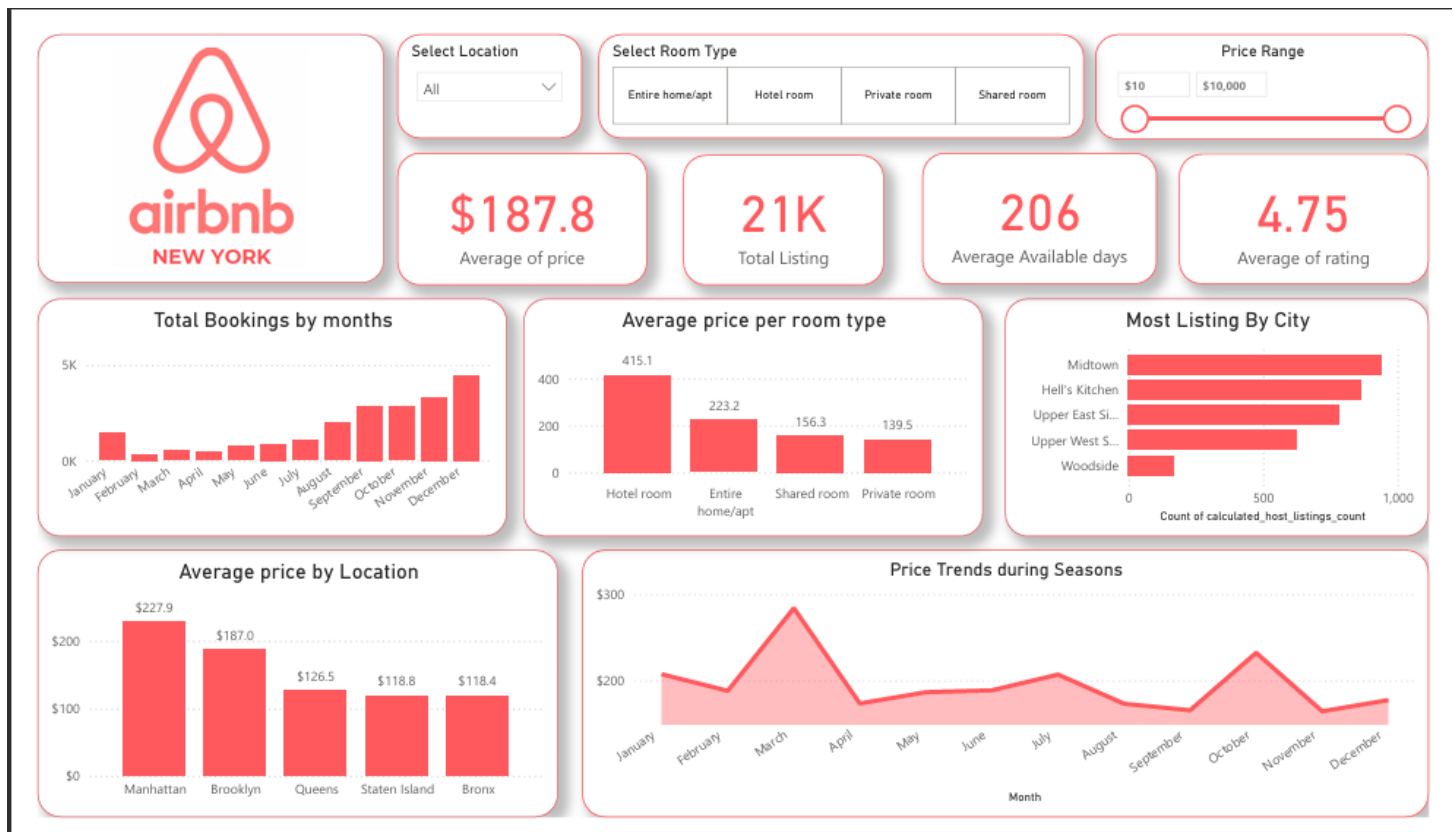 airbnb
NEW YORK
Select Location
All
Select Room Type
Entire home/apt
Hotel room
Private room
Shared room
Price Range
$10
$10,000
$187.8
Average of price
21K
Total Listing
206
Average Available days
4.75
Average of rating
Total Bookings by months
5K
0K
January
February
March
April
May
June
July
August
September
October
November
December
Average price per room type
400
200
0
415.1
223.2
156.3
139.5
Hotel room
Entire
home/apt
Shared room
Private room
Most Listing By City
Midtown
Hell's Kitchen
Upper East Si...
Upper West S...
Woodside
0
500
1,000
Count of calculated_host_listings_count
Average price by Location
$200
$100
$0
$227.9
$187.0
$126.5
$118.8
$118.4
Manhattan
Brooklyn
Queens
Staten Island
Bronx
Price Trends during Seasons
$300
$200
January
February
March
April
May
June
July
August
September
October
November
December
Month